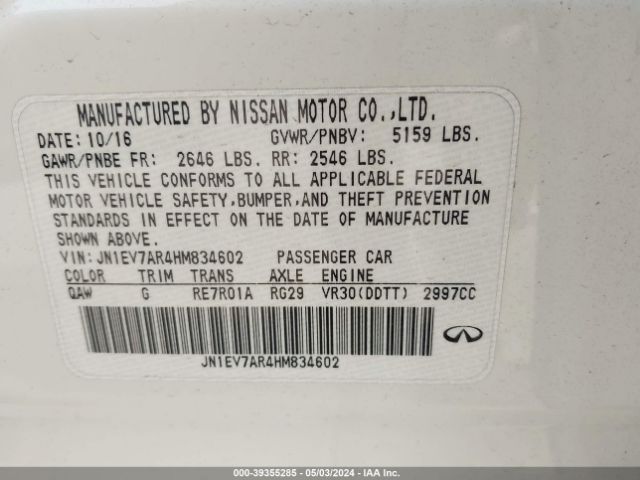 MANUFACTURED BY NISSAN MOTOR CO.,LTD.
DATE: 10/16 GVWR/PNBV: 5159 LBS.
GAWR/PNBE FR: 2646 LBS. RR: 2546 LBS.
THIS VEHICLE CONFORMS TO ALL APPLICABLE FEDERAL
MOTOR VEHICLE SAFETY,BUMPER,AND THEFT PREVENTION
STANDARDS IN EFFECT ON THE DATE OF MANUFACTURE
SHOWN ABOVE.
VIN: JN1EV7AR4HM834602 PASSENGER CAR
COLOR TRIM TRANS AXLE ENGINE
QAW G RE7R01A RG29 VR30(DDTT) 2997CC
JN1EV7AR4HM834602
INFINITI
000-39355285 - 05/03/2024 - IAAI.COM